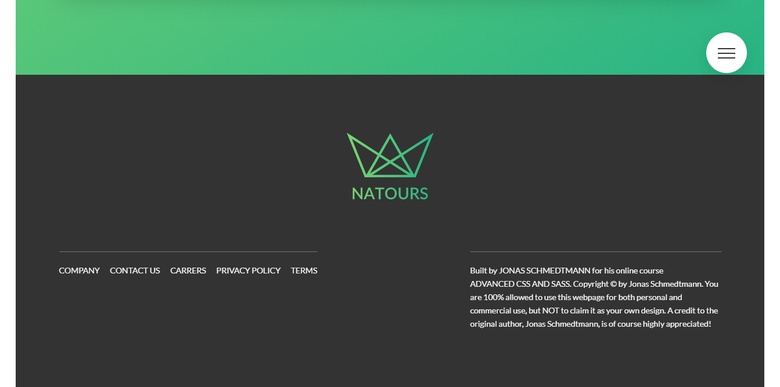 NATOURS
COMPANY CONTACT US CARRERS PRIVACY POLICY TERMS
Built by JONAS SCHMEDTMANN for his online course
ADVANCED CSS AND SASS. Copyright © by Jonas Schmedtmann. You
are 100% allowed to use this webpage for both personal and
commercial use, but NOT to claim it as your own design. A credit to the
original author, Jonas Schmedtmann, is of course highly appreciated!